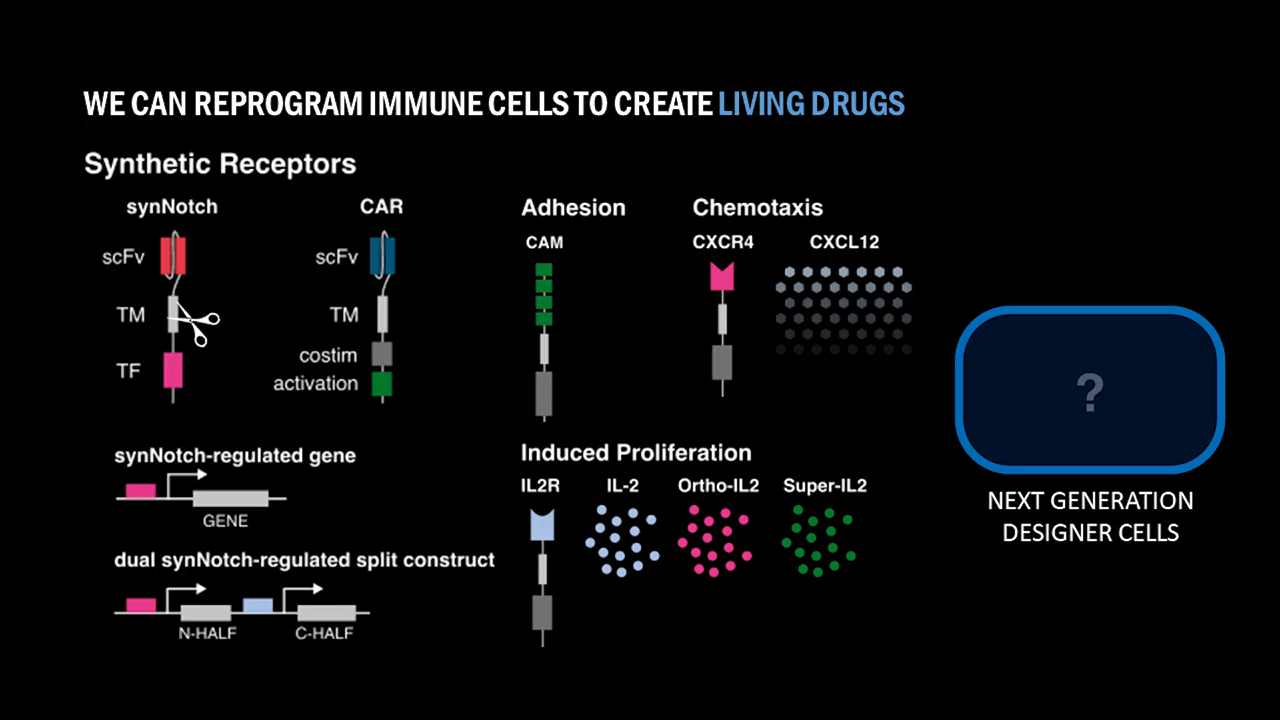 WE CAN REPROGRAM IMMUNE CELLS TO CREATE LIVING DRUGS
Synthetic Receptors
synNotch
scFv
TM
TF
CAR
scFv
TM
costim
activation
synNotch-regulated gene
GENE
dual synNotch-regulated split construct
N-HALF
C-HALF
Adhesion
CAM
Chemotaxis
CXCR4
CXCL12
Induced Proliferation
IL2R
IL-2
Ortho-IL2
Super-IL2
?
NEXT GENERATION
DESIGNER CELLS